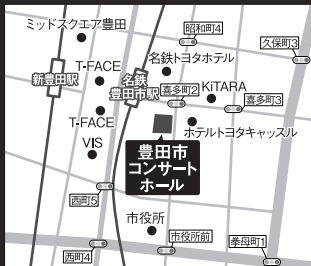 昭和町4
ミッドスクエア豊田
久保町3
名鉄トヨタホテル
T-FACE
新豊田駅
名鉄
豊田市駅
喜多町2
KiTARA
喜多町3
T-FACE
ホテルトヨタキャッスル
VIS
豊田市
コンサート
ホール
西町5
市役所
市役所前
挙母町1
西町4